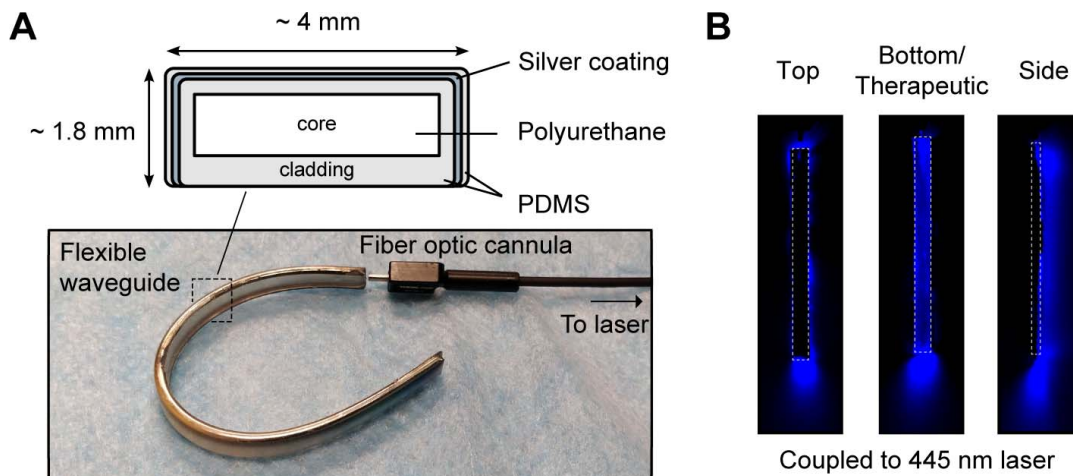 A
~ 4 mm
Silver coating
~ 1.8 mm
core
Polyurethane
cladding
PDMS
Flexible
waveguide
Fiber optic cannula
To laser
B
Top
Bottom/
Therapeutic
Side
Coupled to 445 nm laser